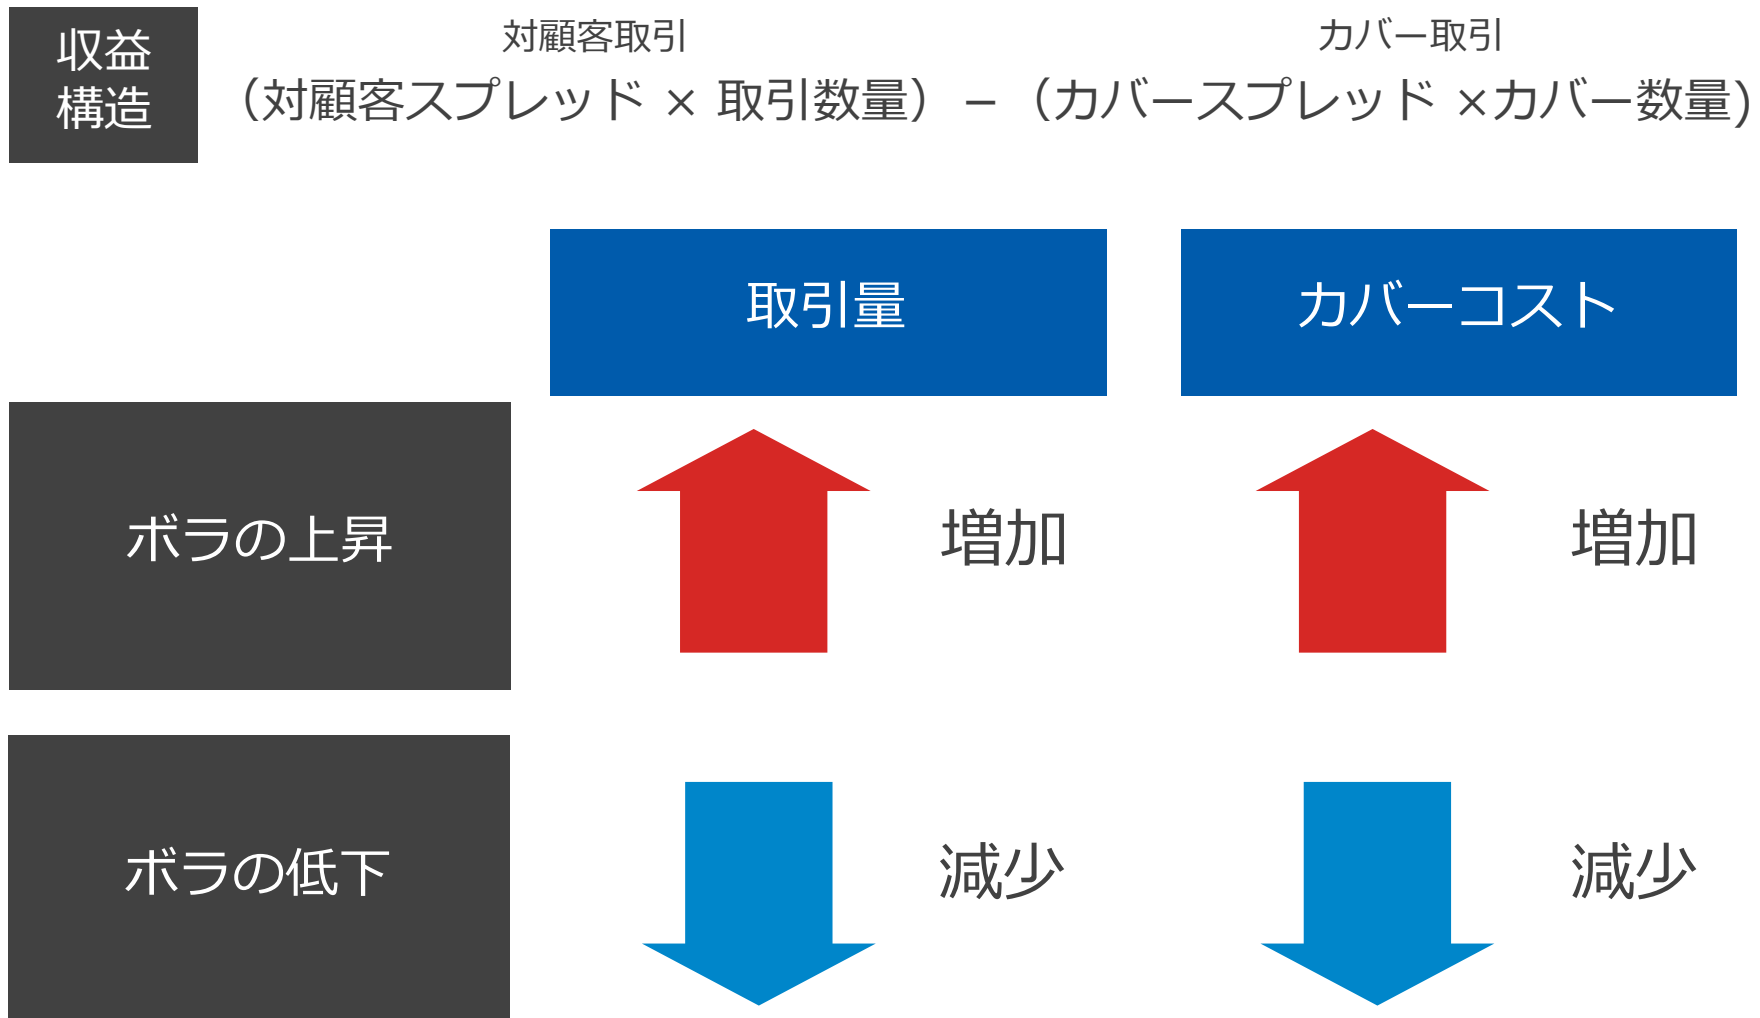 収益
構造
対顧客取引
カバー取引
（対顧客スプレッド × 取引数量）−（カバースプレッド ×カバー数量)
取引量
カバーコスト
ボラの上昇
増加
増加
ボラの低下
減少
減少